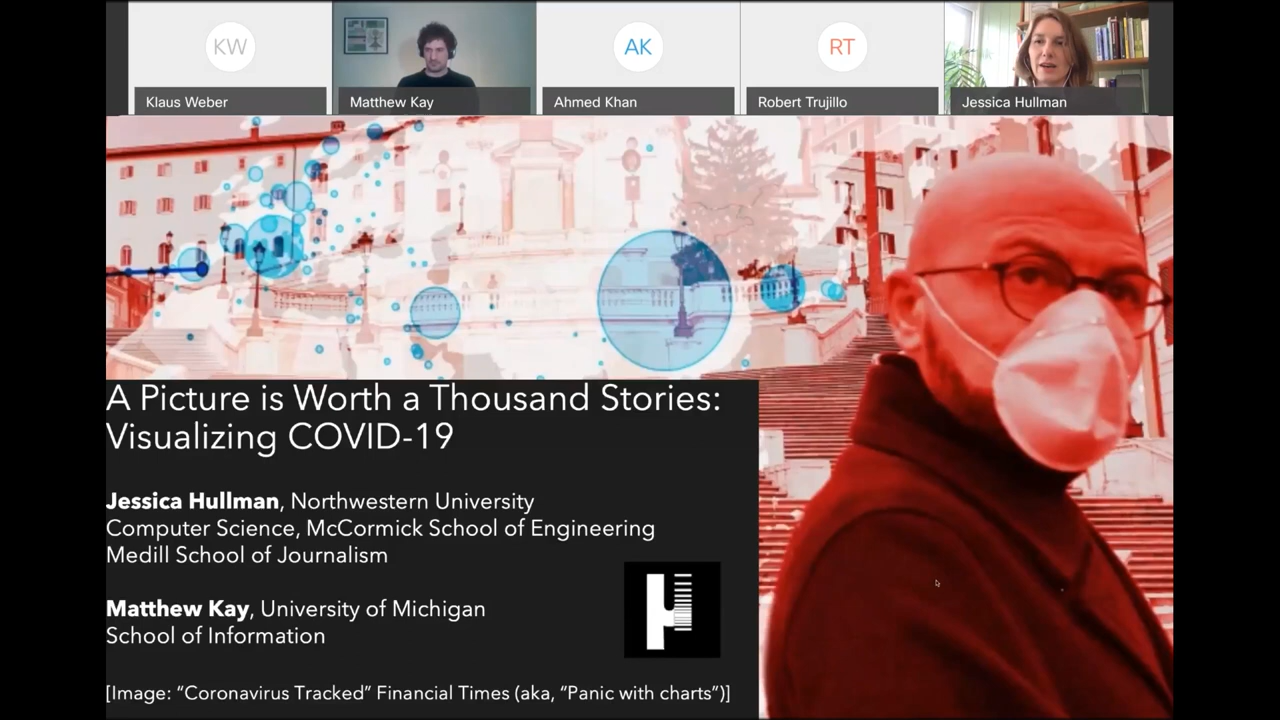 KW
AK
RT
Klaus Weber
Matthew Kay
Ahmed Khan
Robert Trujillo
Jessica Hullman
A Picture is Worth a Thousand Stories:
Visualizing COVID-19
Jessica Hullman, Northwestern University
Computer Science, McCormick School of Engineering
Medill School of Journalism
Matthew Kay, University of Michigan
School of Information
[Image: “Coronavirus Tracked” Financial Times (aka, “Panic with charts”)]